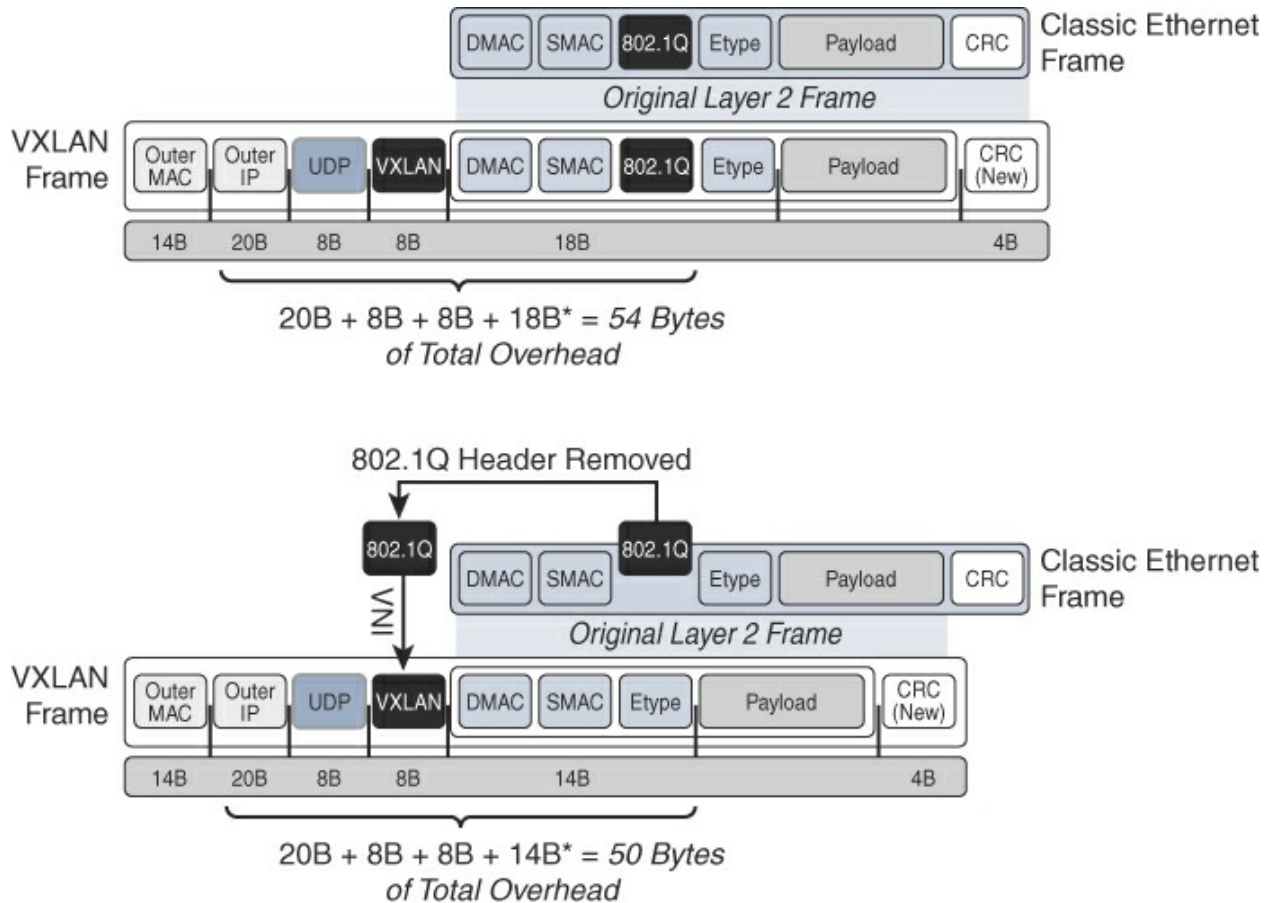 DMAC SMAC 802.1Q Etype Payload CRC
Classic Ethernet
Frame
Original Layer 2 Frame
VXLAN
Frame
Outer
MAC
Outer
IP
UDP
VXLAN
DMAC SMAC 802.1Q Etype Payload
CRC
(New)
14B 20B 8B 8B 18B 4B
20B + 8B + 8B + 18B* = 54 Bytes
of Total Overhead
802.1Q Header Removed
802.1Q
802.1Q
DMAC SMAC Etype Payload CRC
Classic Ethernet
Frame
VNI
Original Layer 2 Frame
VXLAN
Frame
Outer
MAC
Outer
IP
UDP
VXLAN
DMAC SMAC Etype Payload
CRC
(New)
14B 20B 8B 8B 14B 4B
20B + 8B + 8B + 14B* = 50 Bytes
of Total Overhead